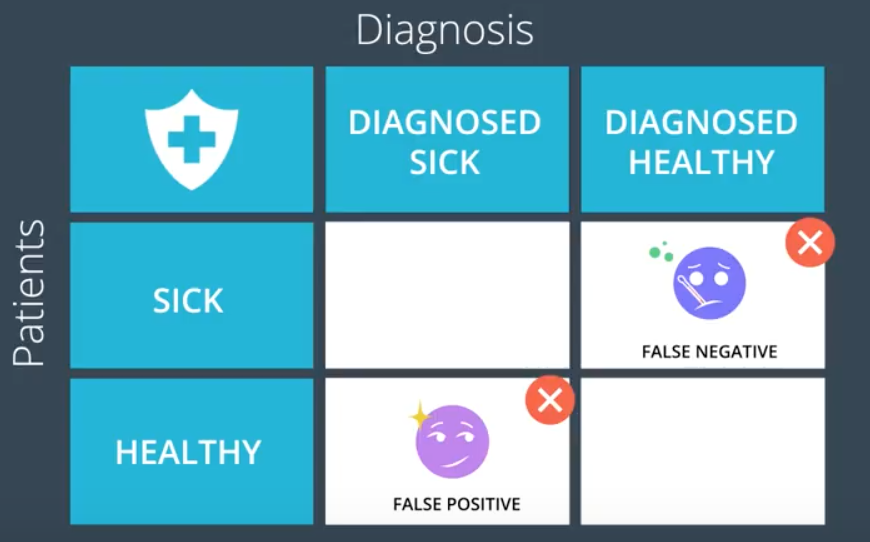 Diagnosis
DIAGNOSED
SICK
DIAGNOSED
HEALTHY
Patients
SICK
FALSE NEGATIVE
HEALTHY
FALSE POSITIVE